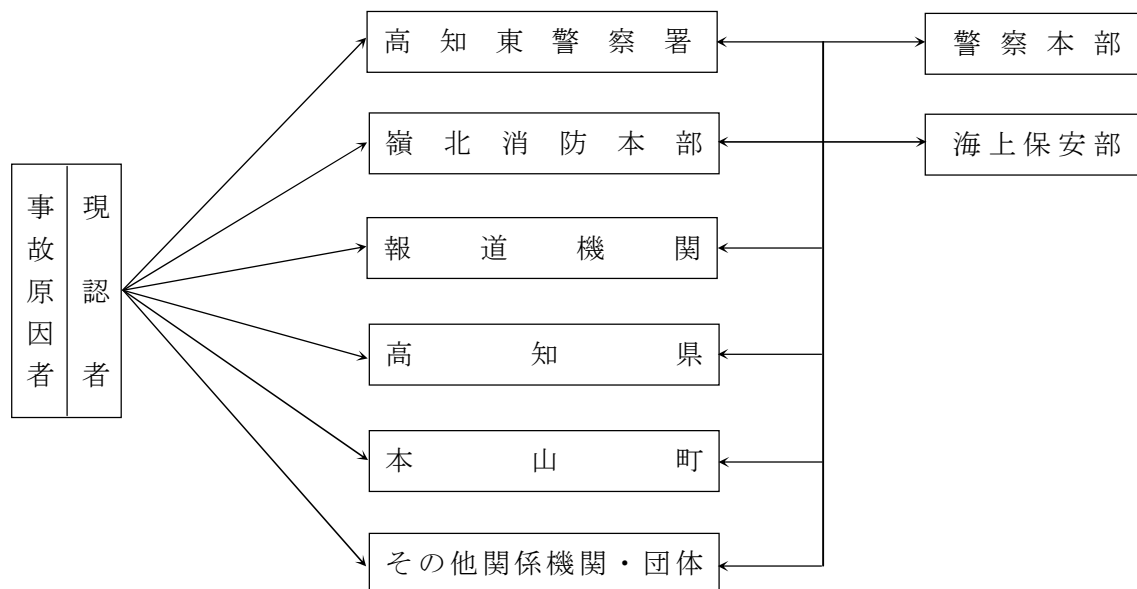 事故原因者
現認者
高知東警察署
嶺北消防本部
報道機関
高知県
本山町
その他関係機関・団体
警察本部
海上保安部